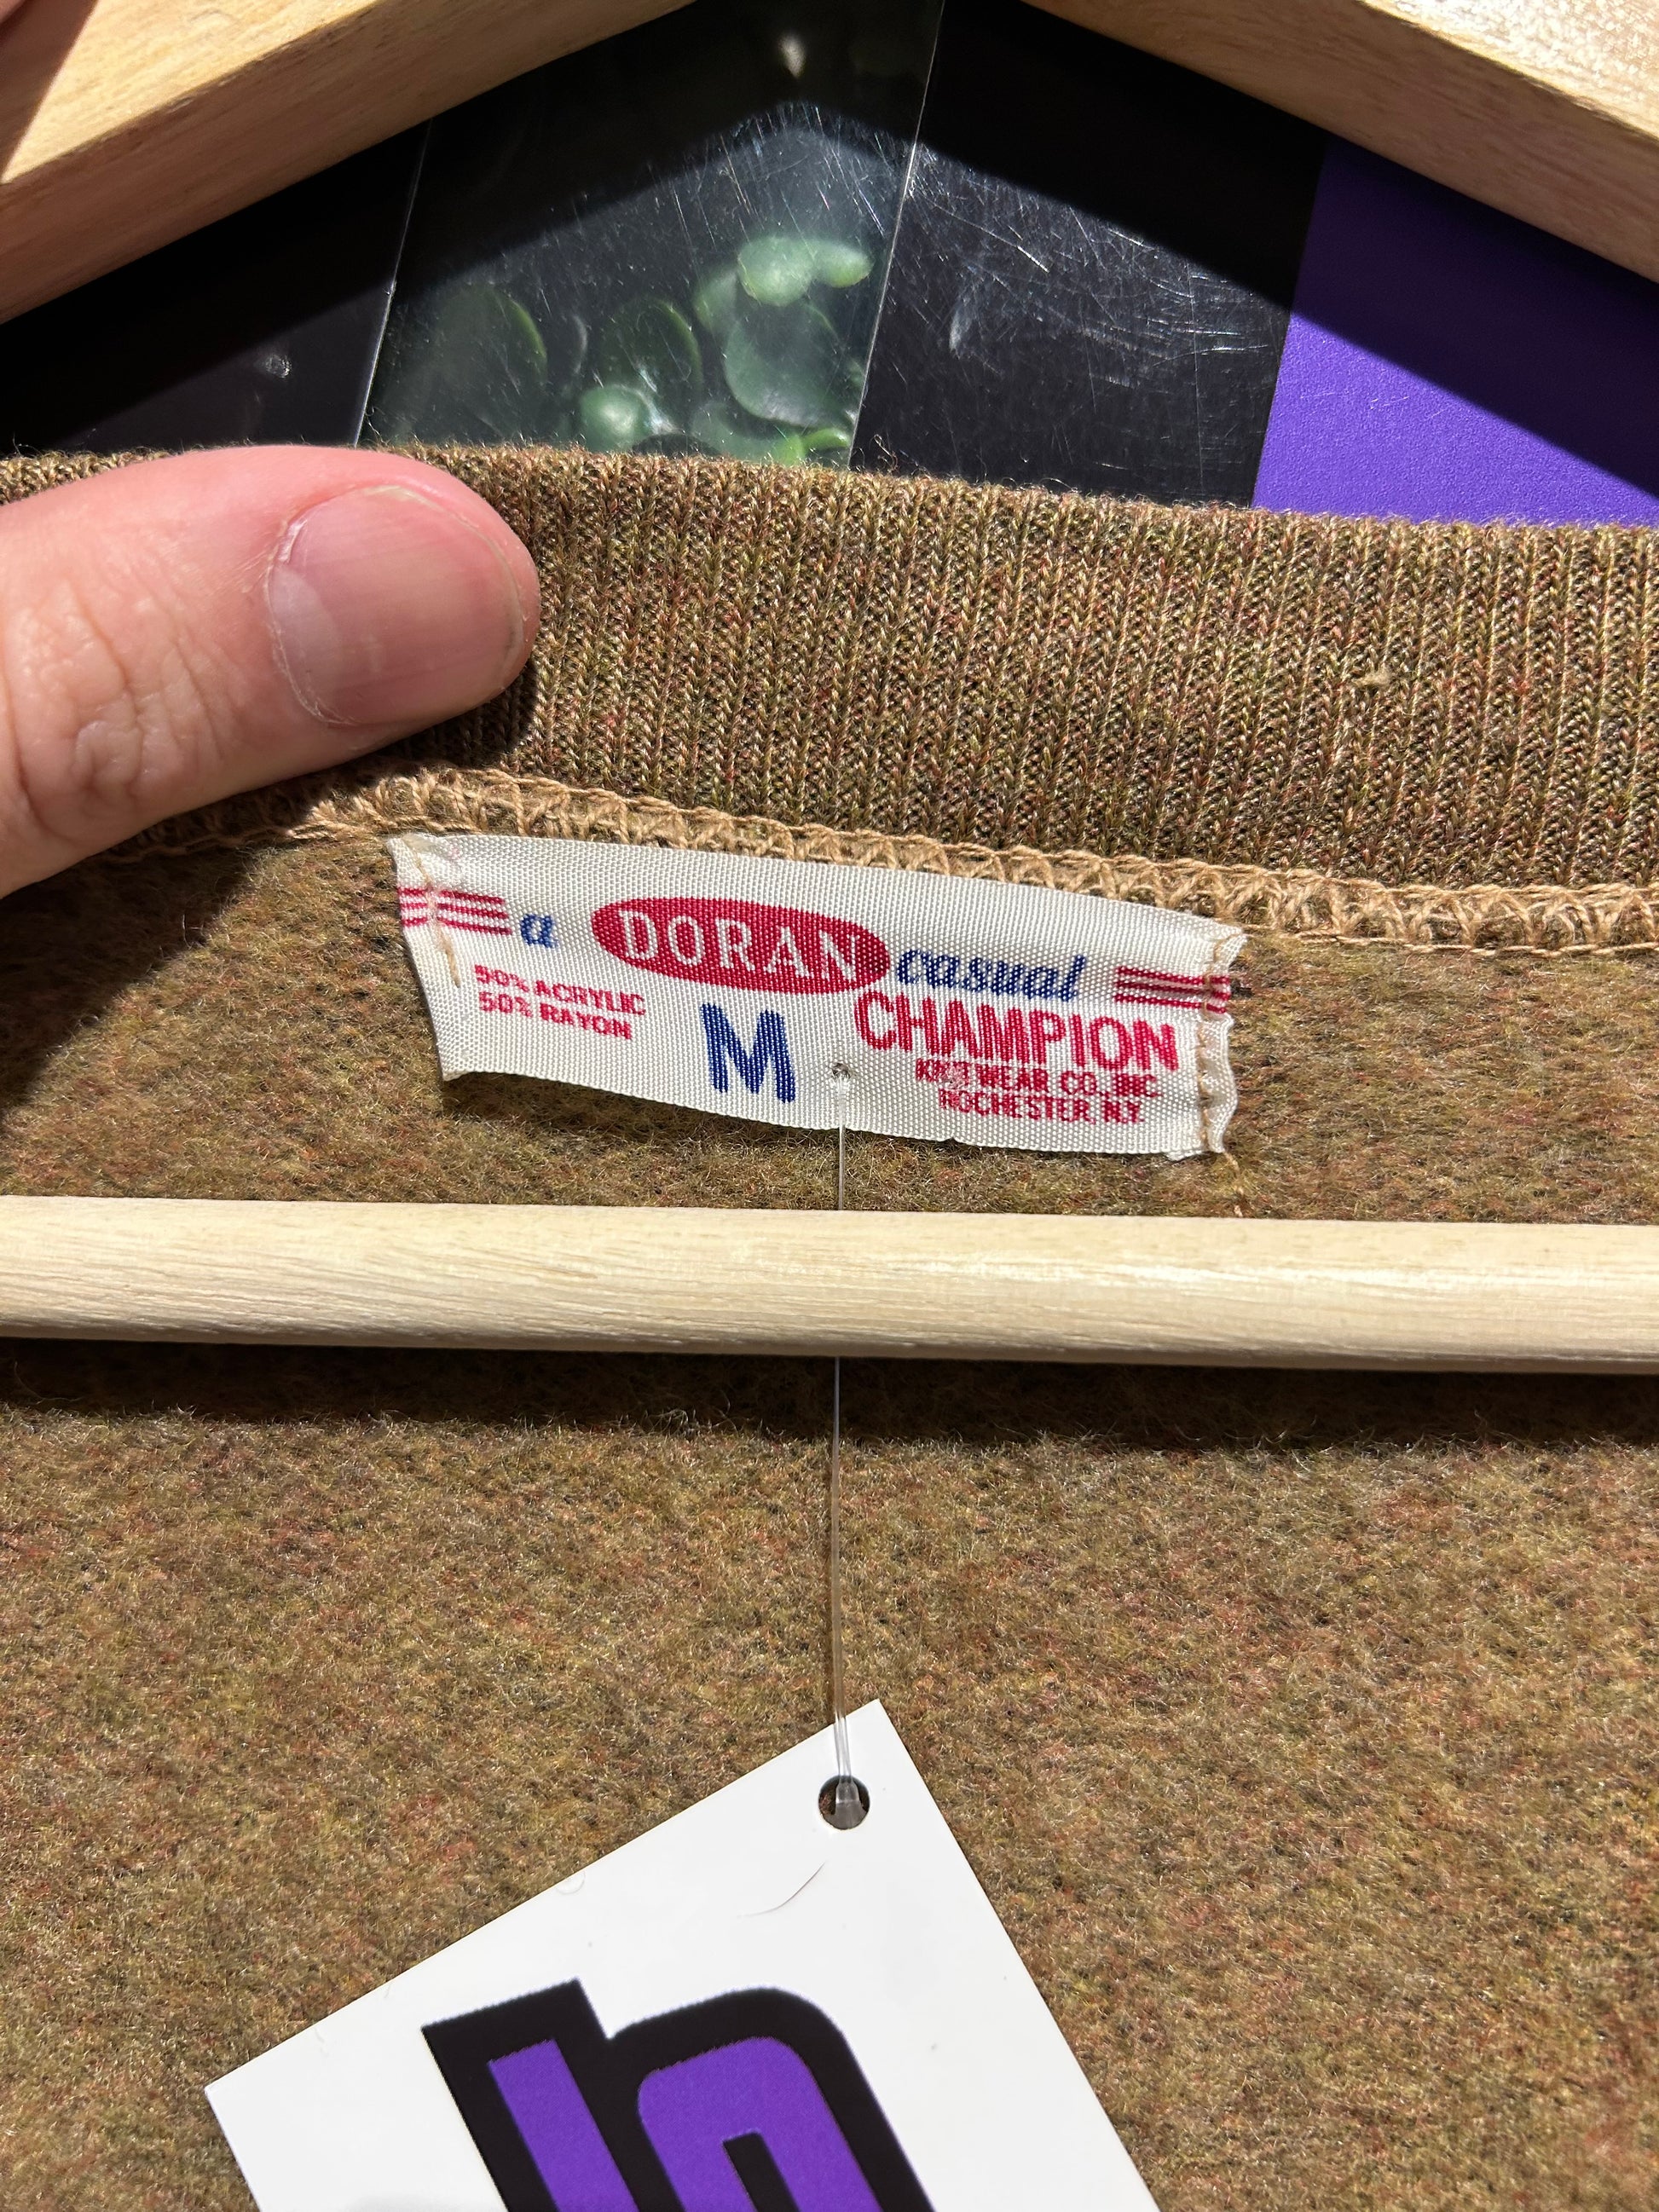 a DORAN casual
50% ACRYLIC
50% RAYON
M
CHAMPION
KNITWEAR CO. INC
ROCHESTER, N.Y.